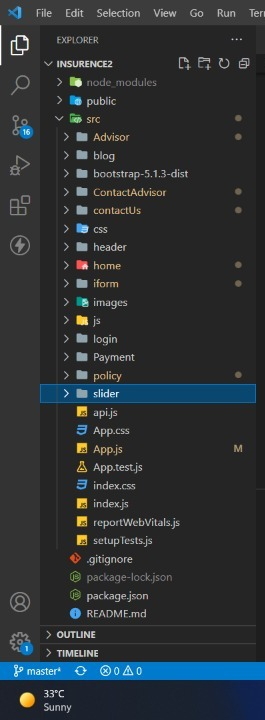 File Edit Selection View Go Run Ter
EXPLORER
INSURENCE2
node_modules
public
src
Advisor
blog
bootstrap-5.1.3-dist
ContactAdvisor
contactUs
css
header
home
iform
images
js
login
Payment
policy
slider
api.js
App.css
App.js M
App.test.js
index.css
index.js
reportWebVitals.js
setupTests.js
.gitignore
package-lock.json
package.json
README.md
OUTLINE
TIMELINE
16
1
master* 0 0
33°C
Sunny